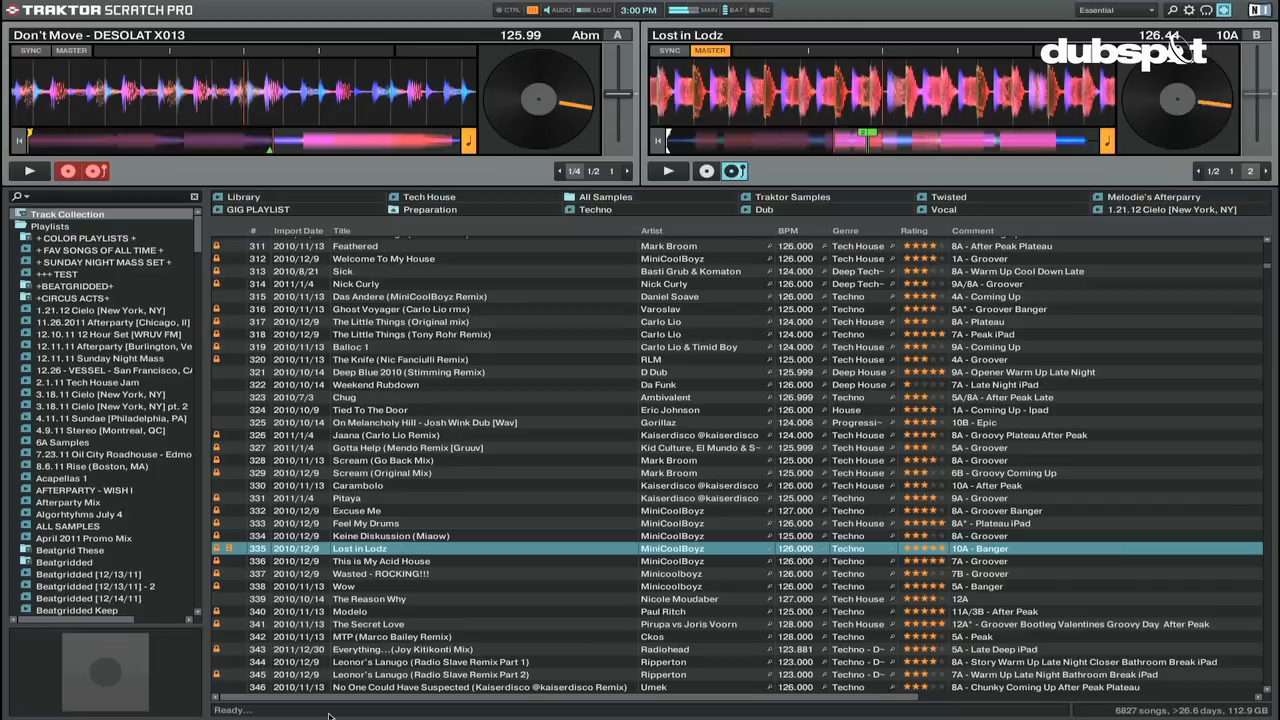 TRAKTOR SCRATCH PRO CTRL AUDIO LOAD 3:00 PM MAIN BAT REC Essential
Don't Move - DESOLAT X013 125.99 Abm A
SYNC MASTER
1/4 1/2 1
Lost in Lodz 126.44 10A B
SYNC MASTER
dubspot
2
1/2 1 2
Library Tech House All Samples Traktor Samples Twisted Melodie's Afterparry
GIG PLAYLIST Preparation Techno Dub Vocal 1.21.12 Cielo [New York, NY]
Track Collection
Playlists
+ COLOR PLAYLISTS +
+ FAV SONGS OF ALL TIME +
+ SUNDAY NIGHT MASS SET +
+++ TEST
+BEATGRIDDED+
+CIRCUS ACTS+
1.21.12 Cielo [New York, NY]
11.26.2011 Afterparty [Chicago, Il]
12.10.11 12 Hour Set [WRUV FM]
12.11.11 Afterparty [Burlington, Ve
12.11.11 Sunday Night Mass
12.26 - VESSEL - San Francisco, CA
2.1.11 Tech House Jam
3.18.11 Cielo [New York, NY]
3.18.11 Cielo [New York, NY] pt. 2
4.11.11 Sundae [Philadelphia, PA]
4.9.11 Stereo [Montreal, QC]
6A Samples
7.23.11 Oil City Roadhouse - Edmo
8.6.11 Rise (Boston, MA)
Acapellas 1
AFTERPARTY - WISH I
Afterparty Mix
Algorhthyms July 4
ALL SAMPLES
April 2011 Promo Mix
Beatgrid These
Beatgridded
Beatgridded [12/13/11]
Beatgridded [12/13/11] - 2
Beatgridded [12/14/11]
Beatgridded Keep
# Import Date Title Artist BPM Genre Rating Comment
311 2010/11/13 Feathered Mark Broom 126.000 Tech House 8A - After Peak Plateau
312 2010/12/9 Welcome To My House MiniCoolBoyz 126.000 Tech House 1A - Groover
313 2010/8/21 Sick Basti Grub & Komaton 124.000 Deep Tech~ 8A - Warm Up Cool Down Late
314 2011/1/4 Nick Curly Nick Curly 124.000 Deep Tech~ 9A/8A - Groover
315 2010/11/13 Das Andere (MiniCoolBoyz Remix) Daniel Soave 126.000 Techno 4A - Coming Up
316 2010/12/9 Ghost Voyager (Carlo Lio rmx) Varoslav 125.000 Techno 5A* - Groover Banger
317 2010/12/9 The Little Things (Original mix) Carlo Lio 124.000 Tech House 8A - Plateau
318 2010/12/9 The Little Things (Tony Rohr Remix) Carlo Lio 124.000 Techno 7A - Peak iPad
319 2010/11/13 Balloc 1 Carlo Lio & Timid Boy 124.000 Tech House 9A - Coming Up
320 2010/11/13 The Knife (Nic Fanciulli Remix) RLM 125.000 Tech House 4A - Groover
321 2010/10/14 Deep Blue 2010 (Stimming Remix) D Dub 125.999 Deep House 9A - Opener Warm Up Late Night
322 2010/10/14 Weekend Rubdown Da Funk 126.000 Deep House 7A - Late Night iPad
323 2010/7/3 Chug Ambivalent 126.000 Techno 5A/8A - After Peak Late
324 2010/10/9 Tied To The Door Eric Johnson 126.000 House 1A - Coming Up - Ipad
325 2010/10/14 On Melancholy Hill - Josh Wink Dub [Wav] Gorillaz 124.006 Progressi~ 10B - Epic
326 2011/1/4 Jaana (Carlo Lio Remix) Kaiserdisco @kaiserdisco 124.000 Tech House 8A - Groovy Plateau After Peak
327 2011/1/4 Gotta Help (Mendo Remix [Gruuv] Kid Culture, El Mundo & S~ 125.999 Tech House 5A - Groover
328 2010/11/13 Scream (Go Back Mix) Mark Broom 125.000 Tech House 8A - Groover
329 2010/12/9 Scream (Original Mix) Mark Broom 125.000 Tech House 6B - Groovy Coming Up
330 2010/11/13 Carambolo Kaiserdisco @kaiserdisco 126.000 Tech House 10A - After Peak
331 2011/1/4 Pitaya Kaiserdisco @kaiserdisco 125.000 Techno 9A - Groover
332 2010/12/9 Excuse Me MiniCoolBoyz 125.000 Techno 8A - Groover Banger
333 2010/12/9 Feel My Drums MiniCoolBoyz 125.000 Tech House 8A* - Plateau iPad
334 2010/12/9 Keine Diskussion (Miaow) MiniCoolBoyz 126.000 Techno 8A - Groover
B 335 2010/12/9 Lost in Lodz MiniCoolBoyz 126.000 Techno 10A - Banger
336 2010/12/9 This is My Acid House MiniCoolBoyz 126.000 Techno 7A - Groover
337 2010/12/9 Wasted - ROCKING!!! Minicoolboyz 126.000 Techno 7B - Groover
338 2010/11/13 Wow Minicooolboyz 126.000 Techno 5A - Banger
339 2010/10/14 The Reason Why Nicole Moudaber 127.000 Tech House 12A
340 2010/11/13 Modelo Paul Ritch 125.000 Techno 11A/3B - After Peak
341 2010/11/13 The Secret Love Pirupa vs Joris Voorn 128.000 Tech House 12A* - Groover Bootleg Valentines Groovy Day After Peak
342 2010/11/13 MTP (Marco Bailey Remix) Ckos 128.000 Techno 5A - Peak
343 2011/12/30 Everything...(Joy Kitikonti Mix) Radiohead 123.881 Techno - D~ 5A - Late Deep iPad
344 2010/12/9 Leonor's Lanugo (Radio Slave Remix Part 1) Ripperton 123.000 Techno - D~ 8A - Story Warm Up Late Night Closer Bathroom Break iPad
345 2010/12/9 Leonor's Lanugo (Radio Slave Remix Part 2) Ripperton 123.000 Techno - D~ 7A - Warm Up Late Night Bathroom Break iPad
346 2010/11/13 No One Could Have Suspected (Kaiserdisco @kaiserdisco Remix) Umek 126.000 Techno 8A - Chunky Coming Up After Plateau
Ready... 6827 songs, >26.6 days, 112.9 GB